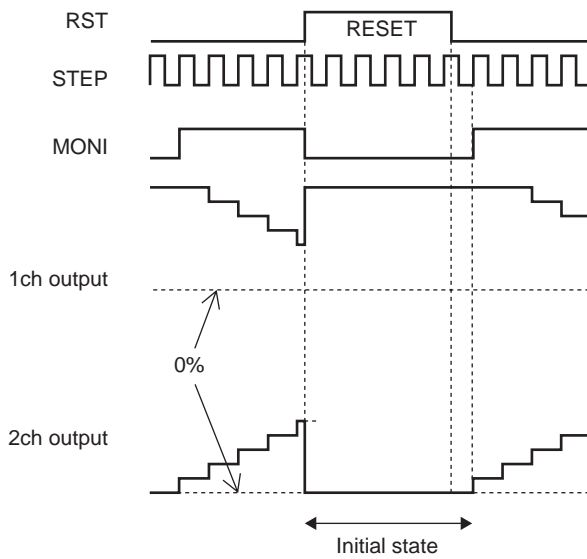 RST
RESET
STEP
MONI
1ch output
0%
2ch output
Initial state